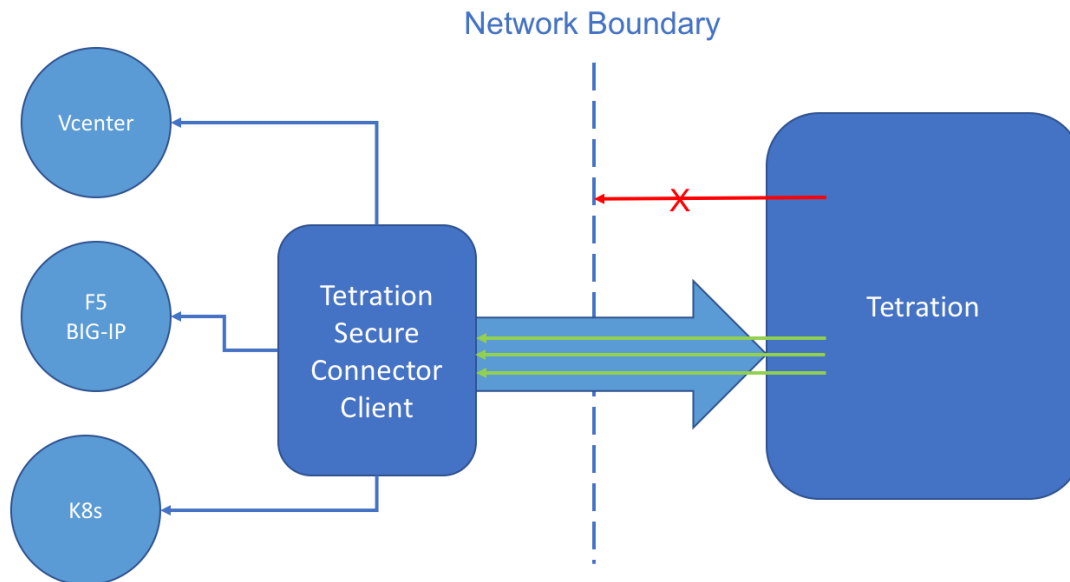 Network Boundary
Vcenter
F5
BIG-IP
K8s
Tetration
Secure
Connector
Client
X
Tetration